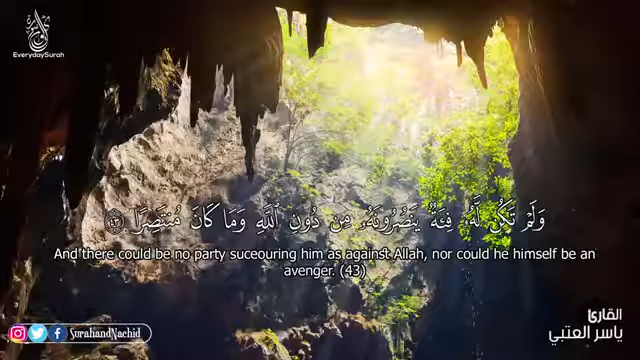 EverydaySurah
وَلَمْ تَكُن لَّهُۥ فِئَةٌ يَنصُرُونَهُۥ مِن دُونِ ٱللَّهِ وَمَا كَانَ مُنتَصِرًا ٤٣
And there could be no party suceouring him as against Allah, nor could he himself be an
avenger. (43)
القارئ
ياسر العتبي
SurahandNachid